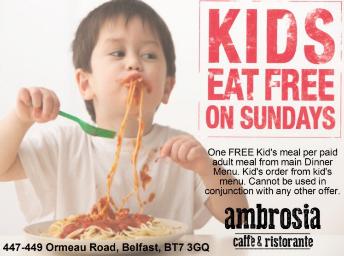 KIDS
EAT FREE
ON SUNDAYS
One FREE Kid's meal per paid
adult meal from main Dinner
Menu. Kid's order from kid's
menu. Cannot be used in
conjunction with any other offer.
ambrosia
caffè & ristorante
447-449 Ormeau Road, Belfast, BT7 3GQ